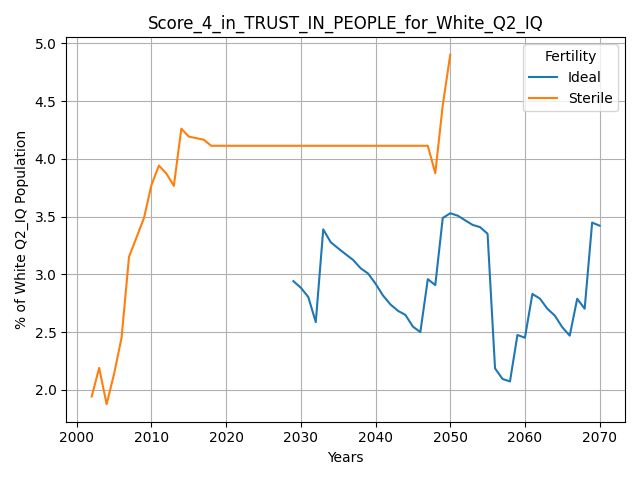 Score_4_in_TRUST_IN_PEOPLE_for_White_Q2_IQ
Fertility
Ideal
Sterile
% of White Q2_IQ Population
5.0
4.5
4.0
3.5
3.0
2.5
2.0
2000 2010 2020 2030 2040 2050 2060 2070
Years